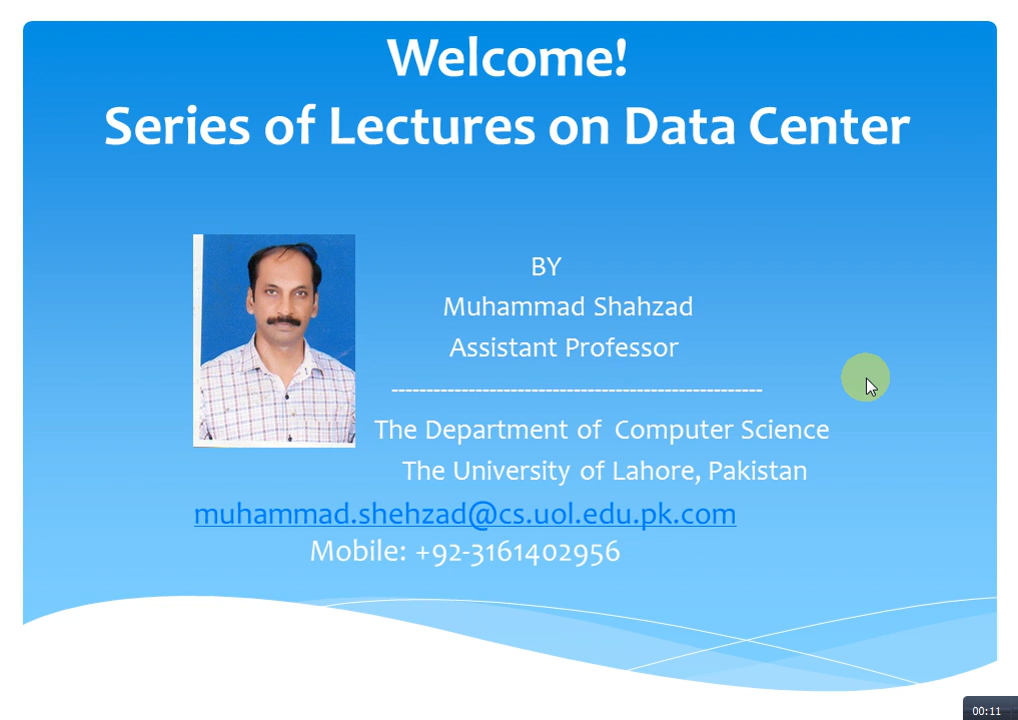 Welcome!
Series of Lectures on Data Center
BY
Muhammad Shahzad
Assistant Professor
-----------------------------------------------------
The Department of Computer Science
The University of Lahore, Pakistan
muhammad.shehzad@cs.uol.edu.pk.com
Mobile: +92-3161402956
00:11